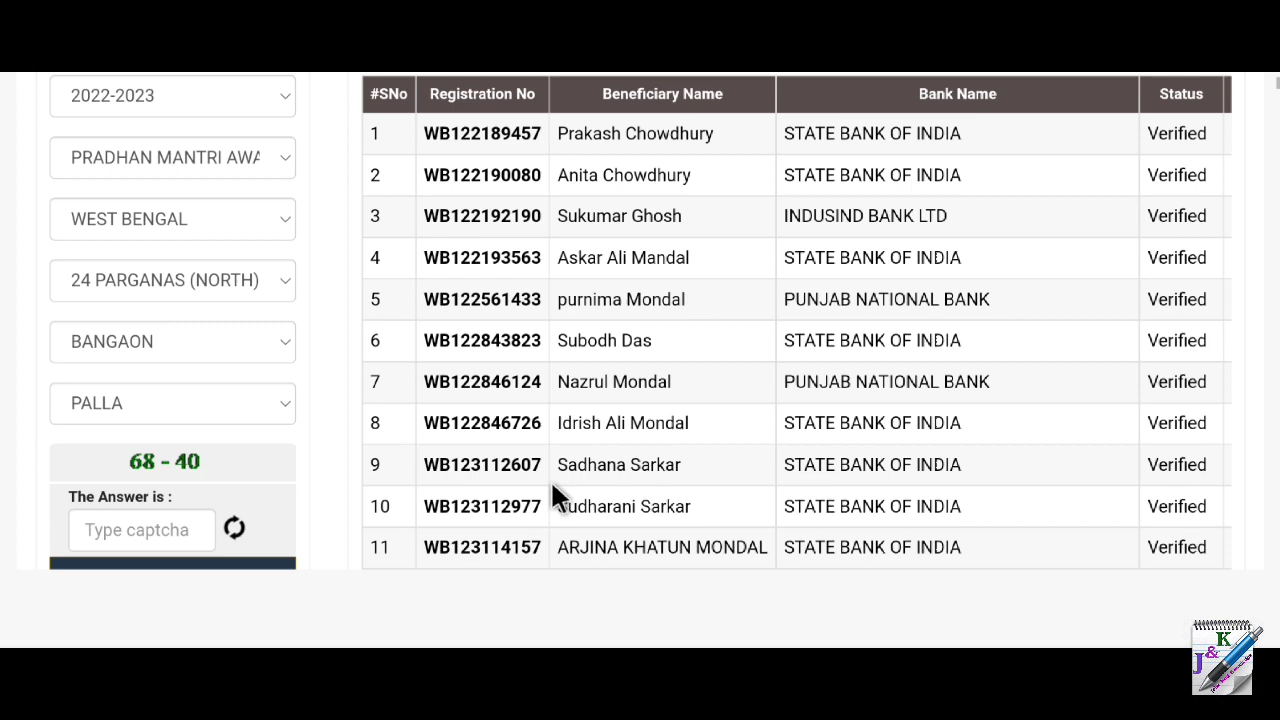 2022-2023
PRADHAN MANTRI AWA
WEST BENGAL
24 PARGANAS (NORTH)
BANGAON
PALLA
68 - 40
The Answer is :
Type captcha
#SNo Registration No Beneficiary Name Bank Name Status
1 WB122189457 Prakash Chowdhury STATE BANK OF INDIA Verified
2 WB122190080 Anita Chowdhury STATE BANK OF INDIA Verified
3 WB122192190 Sukumar Ghosh INDUSIND BANK LTD Verified
4 WB122193563 Askar Ali Mandal STATE BANK OF INDIA Verified
5 WB122561433 purnima Mondal PUNJAB NATIONAL BANK Verified
6 WB122843823 Subodh Das STATE BANK OF INDIA Verified
7 WB122846124 Nazrul Mondal PUNJAB NATIONAL BANK Verified
8 WB122846726 Idrish Ali Mondal STATE BANK OF INDIA Verified
9 WB123112607 Sadhana Sarkar STATE BANK OF INDIA Verified
10 WB123112977 Sarkar STATE BANK OF INDIA Verified
11 WB123114157 ARJINA KHATUN MONDAL STATE BANK OF INDIA Verified
J & K